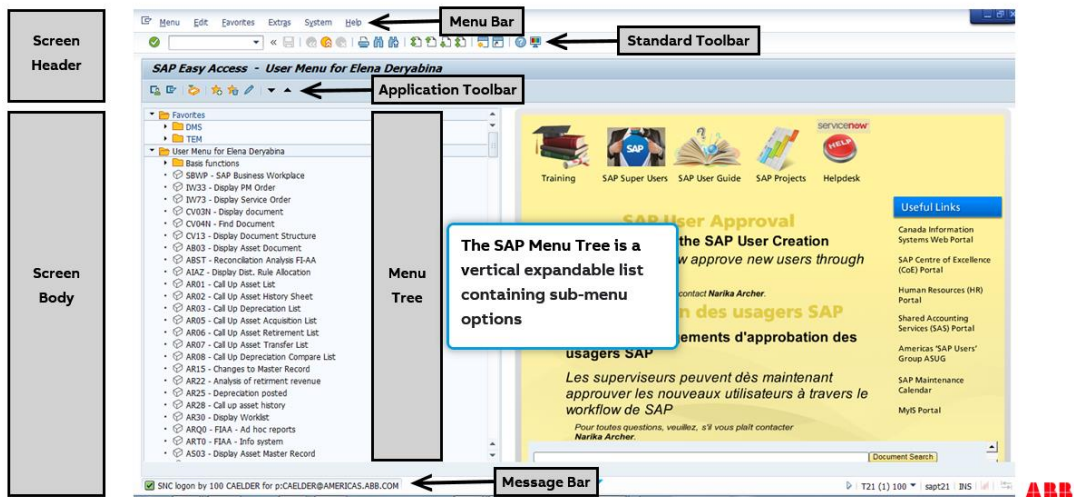 Screen
Header
Menu Edit Favorites Extras System Help
Menu Bar
Standard Toolbar
SAP Easy Access - User Menu for Elena Deryabina
Application Toolbar
Screen
Body
Favorites
DMS
TEM
User Menu for Elena Deryabina
Basis functions
SBWP - SAP Business Workplace
IW33 - Display PM Order
IW73 - Display Service Order
CV03N - Display document
CV04N - Find Document
CV13 - Display Document Structure
AB03 - Display Asset Document
ABST - Reconcilation Analysis FI-AA
AIAZ - Display Dist. Rule Allocation
AR01 - Call Up Asset List
AR02 - Call Up Asset History Sheet
AR03 - Call Up Depreciation List
AR05 - Call Up Asset Acquisition List
AR06 - Call Up Asset Retirement List
AR07 - Call Up Asset Transfer List
AR08 - Call Up Depreciation Compare List
AR15 - Changes to Master Record
AR22 - Analysis of retirment revenue
AR25 - Depreciation posted
AR28 - Call up asset history
AR30 - Display Worklist
ARQ0 - FIAA - Ad hoc reports
ART0 - FIAA - Info system
AS03 - Display Asset Master Record
Menu
Tree
servicenow
SAP
HELP
Training SAP Super Users SAP User Guide SAP Projects Helpdesk
SAP User Approval
the SAP User Creation
approve new users through
contact Narika Archer.
des usagers SAP
d'approbation des
usagers SAP
Les superviseurs peuvent dès maintenant
approuver les nouveaux utilisateurs à travers le
workflow de SAP
Pour toutes questions, veuillez, s'il vous plaît contacter
Narika Archer.
The SAP Menu Tree is a
vertical expandable list
containing sub-menu
options
Useful Links
Canada Information
Systems Web Portal
SAP Centre of Excellence
(CoE) Portal
Human Resources (HR)
Portal
Shared Accounting
Services (SAS) Portal
Americas 'SAP Users'
Group ASUG
SAP Maintenance
Calendar
MyIS Portal
Document Search
SNC logon by 100 CAELDER for p:CAELDER@AMERICAS.ABB.COM
Message Bar
T21 (1) 100 sapt21 INS
ABB